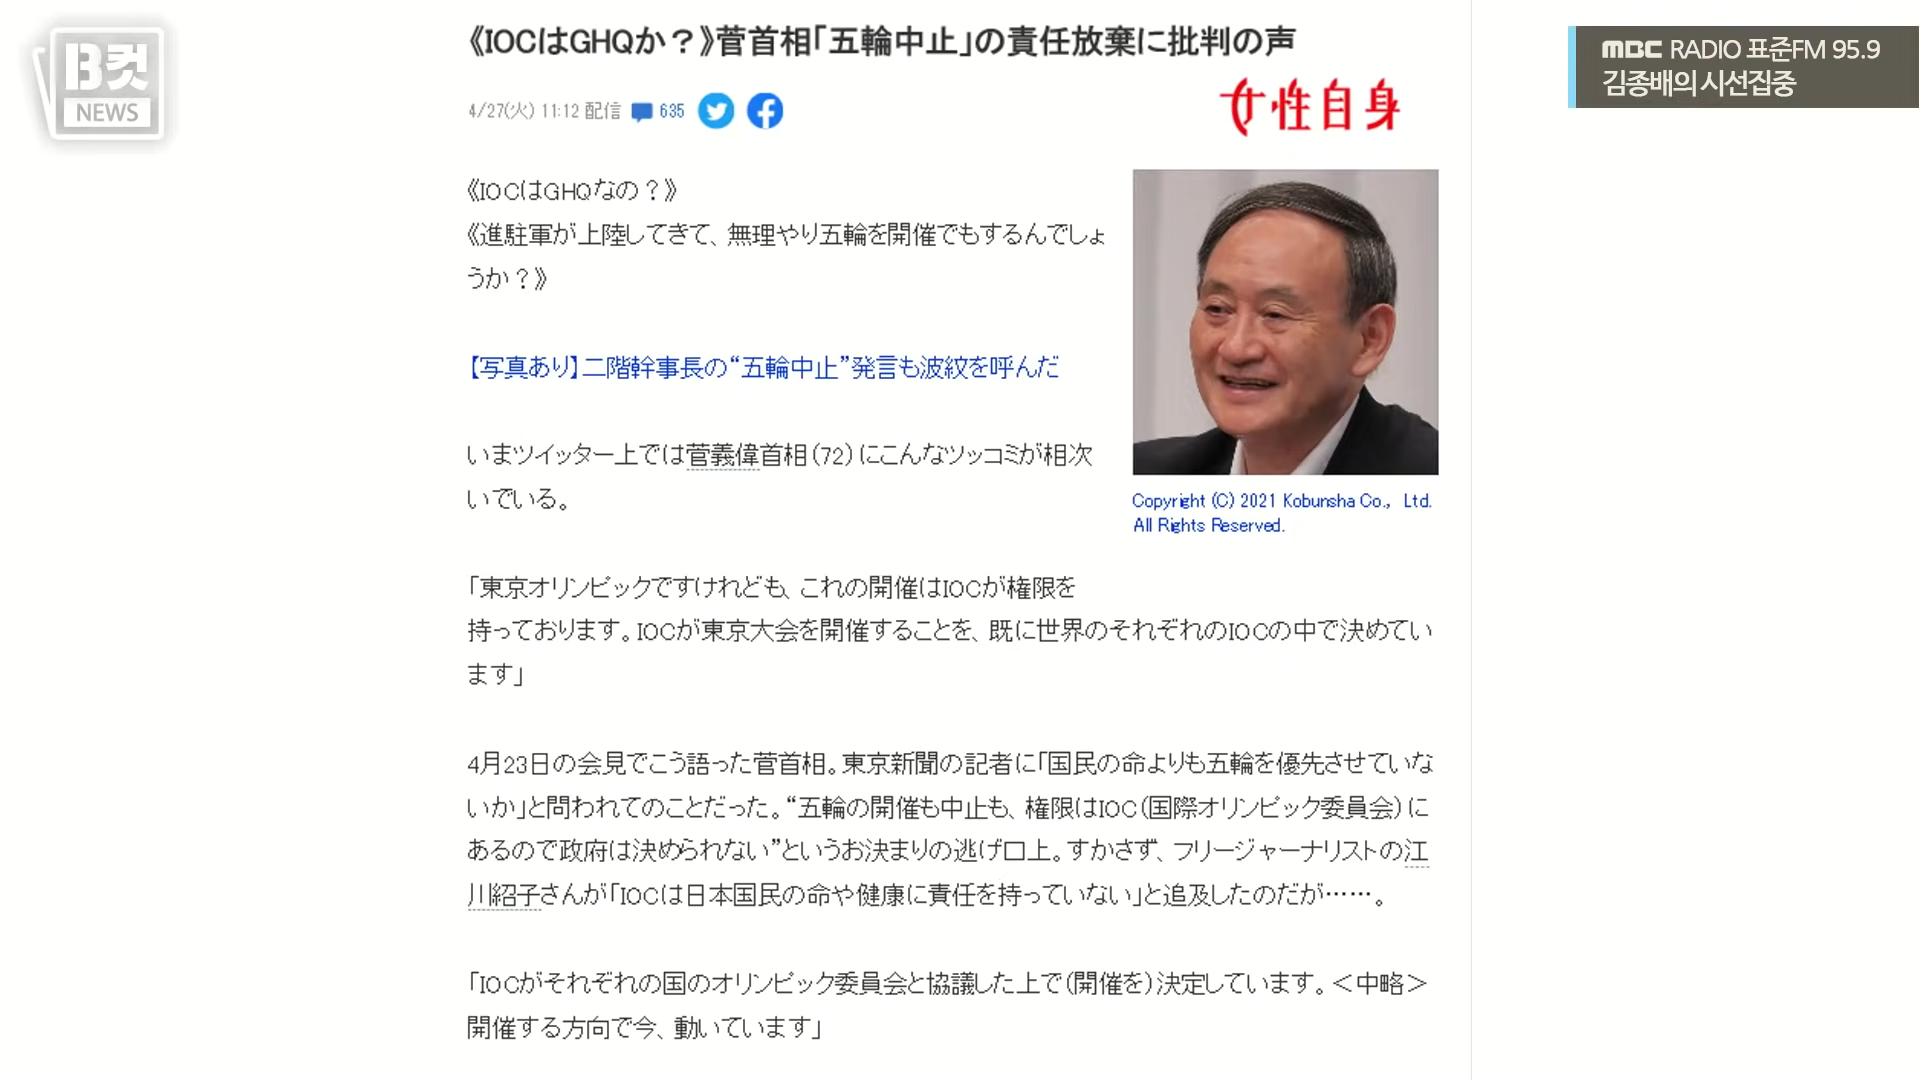 B컷
NEWS
MBC RADIO 표준FM 95.9
김종배의 시선집중
《IOCはGHQか？》菅首相「五輪中止」の責任放棄に批判の声
4/27(火) 11:12 配信 635
女性自身
《IOCはGHQなの？》
《進駐軍が上陸してきて、無理やり五輪を開催でもするんでしょ
うか？》
【写真あり】二階幹事長の“五輪中止”発言も波紋を呼んだ
いまツイッター上では菅義偉首相（72）にこんなツッコミが相次
いでいる。
Copyright (C) 2021 Kobunsha Co., Ltd.
All Rights Reserved.
「東京オリンピックですけれども、これの開催はIOCが権限を
持っております。IOCが東京大会を開催することを、既に世界のそれぞれのIOCの中で決めてい
ます」
4月23日の会見でこう語った菅首相。東京新聞の記者に「国民の命よりも五輪を優先させていな
いか」と問われてのことだった。“五輪の開催も中止も、権限はIOC（国際オリンピック委員会）に
あるので政府は決められない”というお決まりの逃げ口上。すかさず、フリージャーナリストの江
川紹子さんが「IOCは日本国民の命や健康に責任を持っていない」と追及したのだが……。
「IOCがそれぞれの国のオリンピック委員会と協議した上で（開催を）決定しています。＜中略＞
開催する方向で今、動いています」